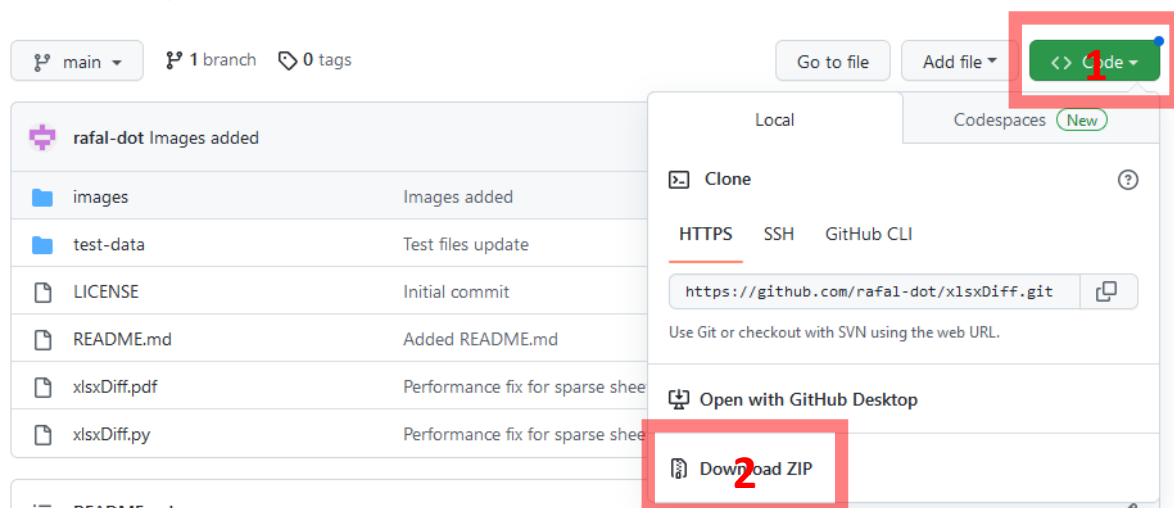 main
1 branch
0 tags
Go to file
Add file
1
<> Code
rafal-dot Images added
images Images added
test-data Test files update
LICENSE Initial commit
README.md Added README.md
xlsxDiff.pdf Performance fix for sparse shee
xlsxDiff.py Performance fix for sparse shee
Local
Codespaces New
Clone
HTTPS SSH GitHub CLI
https://github.com/rafal-dot/xlsxDiff.git
Use Git or checkout with SVN using the web URL.
Open with GitHub Desktop
Download ZIP
2